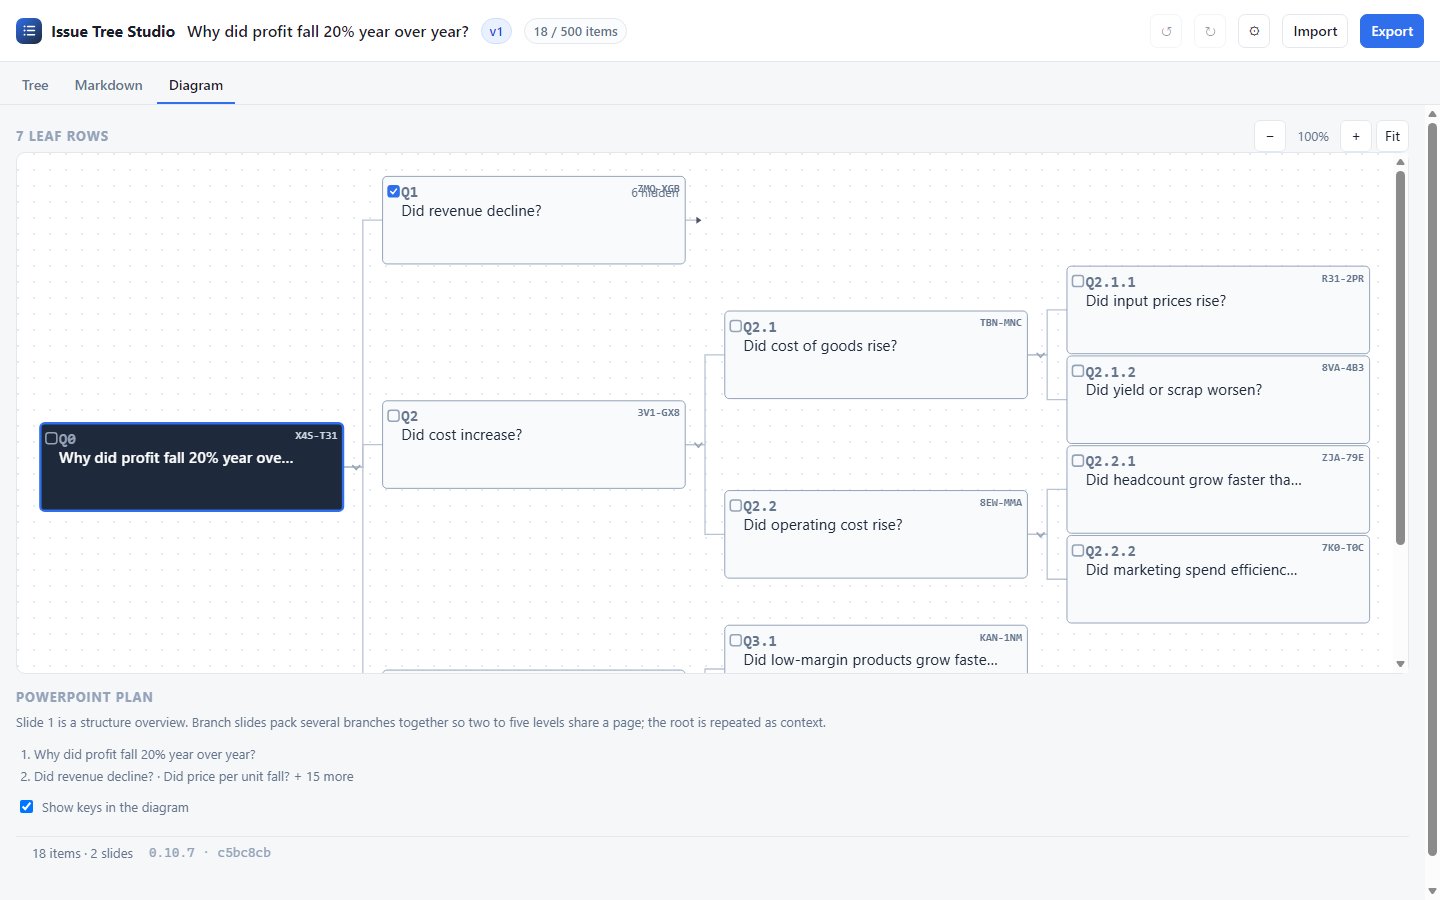 Issue Tree Studio Why did profit fall 20% year over year? v1 18 / 500 items Import Export
Tree Markdown Diagram
7 LEAF ROWS − 100% + Fit
Q1 6 hidden
Did revenue decline?
Q2.1.1 R31-2PR
Did input prices rise?
Q2.1 TBN-MNC
Did cost of goods rise?
Q2.1.2 8VA-4B3
Did yield or scrap worsen?
Q2 3V1-GX8
Did cost increase?
Q0 X4S-T31
Why did profit fall 20% year ove...
Q2.2.1 ZJA-79E
Did headcount grow faster tha...
Q2.2 8EW-MMA
Did operating cost rise?
Q2.2.2 7K0-T0C
Did marketing spend efficienc...
Q3.1 KAN-1NM
Did low-margin products grow faste...
POWERPOINT PLAN
Slide 1 is a structure overview. Branch slides pack several branches together so two to five levels share a page; the root is repeated as context.
1. Why did profit fall 20% year over year?
2. Did revenue decline? · Did price per unit fall? + 15 more
Show keys in the diagram
18 items · 2 slides 0.10.7 · c5bc8cb